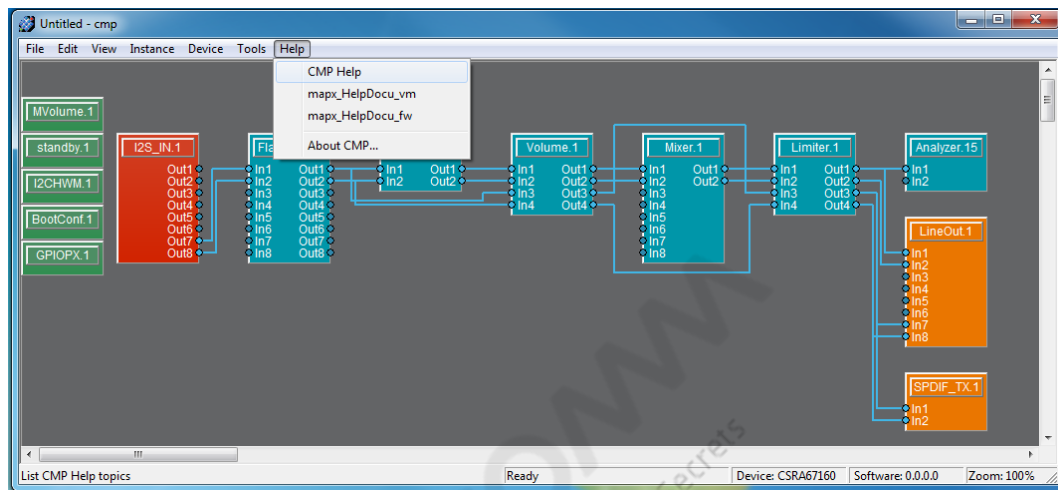 Untitled - cmp
File Edit View Instance Device Tools Help
CMP Help
mapx_HelpDocu_vm
mapx_HelpDocu_fw
About CMP...
MVolume.1
standby.1
I2CHWM.1
BootConf.1
GPIOPX.1
I2S_IN.1
Out1
Out2
Out3
Out4
Out5
Out6
Out7
Out8
Fla
In1 Out1
In2 Out2
In3 Out3
In4 Out4
In5 Out5
In6 Out6
In7 Out7
In8 Out8
In1 Out1
In2 Out2
Volume.1
In1 Out1
In2 Out2
In3 Out3
In4 Out4
Mixer.1
In1 Out1
In2 Out2
In3
In4
In5
In6
In7
In8
Limiter.1
In1 Out1
In2 Out2
In3 Out3
In4 Out4
Analyzer.15
In1
In2
LineOut.1
In1
In2
In3
In4
In5
In6
In7
In8
SPDIF_TX.1
In1
In2
List CMP Help topics
Ready
Device: CSRA67160
Software: 0.0.0.0
Zoom: 100%